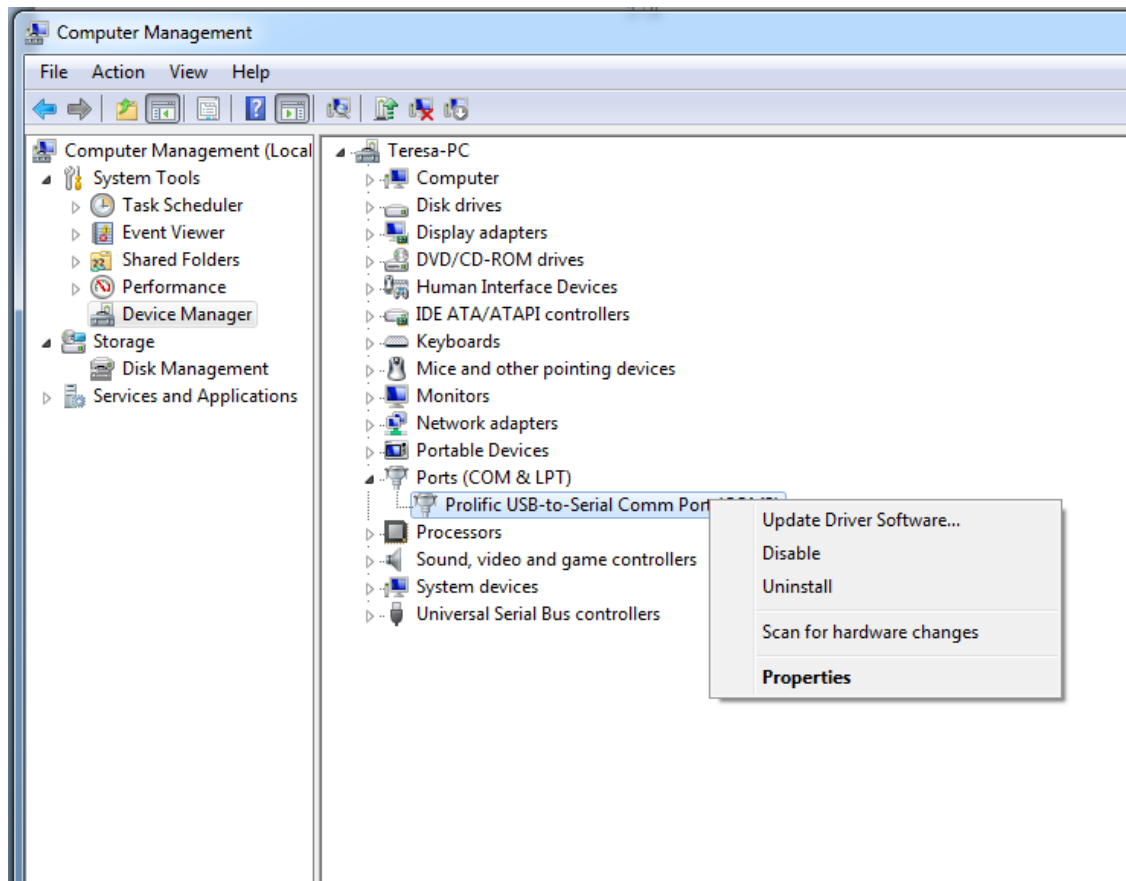 Computer Management
File Action View Help
Computer Management (Local
System Tools
Task Scheduler
Event Viewer
Shared Folders
Performance
Device Manager
Storage
Disk Management
Services and Applications
Teresa-PC
Computer
Disk drives
Display adapters
DVD/CD-ROM drives
Human Interface Devices
IDE ATA/ATAPI controllers
Keyboards
Mice and other pointing devices
Monitors
Network adapters
Portable Devices
Ports (COM & LPT)
Prolific USB-to-Serial Comm Port
Processors
Sound, video and game controllers
System devices
Universal Serial Bus controllers
Update Driver Software...
Disable
Uninstall
Scan for hardware changes
Properties